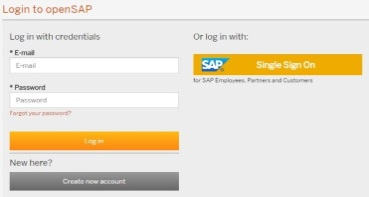 Login to openSAP
Log in with credentials
* E-mail
E-mail
* Password
Password
Forgot your password?
Log in
New here?
Create new account
Or log in with:
SAP Single Sign On
for SAP Employees, Partners and Customers